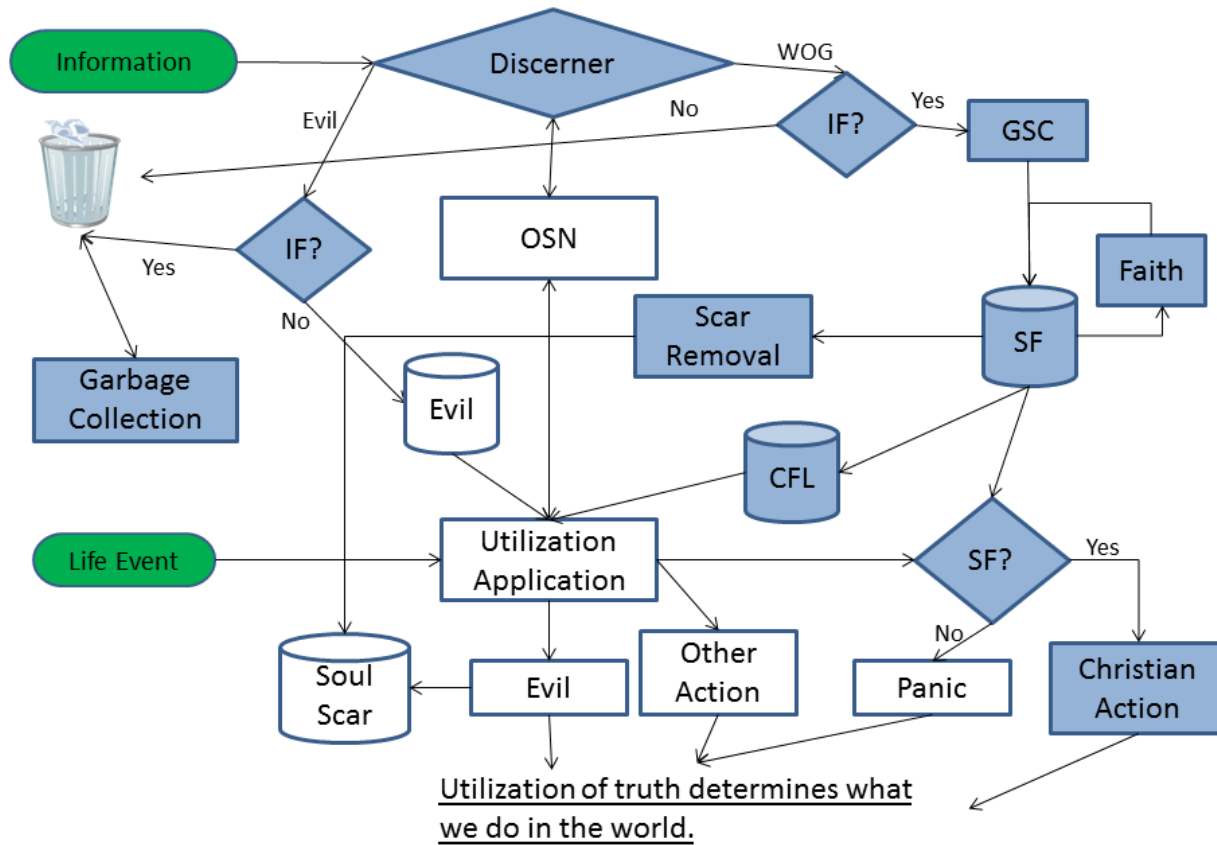 Information
Discerner
WOG
IF?
Yes
GSC
No
Evil
IF?
Yes
No
OSN
Faith
Scar
Removal
SF
Garbage
Collection
Evil
CFL
Life Event
Utilization
Application
SF?
Yes
No
Soul
Scar
Evil
Other
Action
Panic
Christian
Action
Utilization of truth determines what
we do in the world.